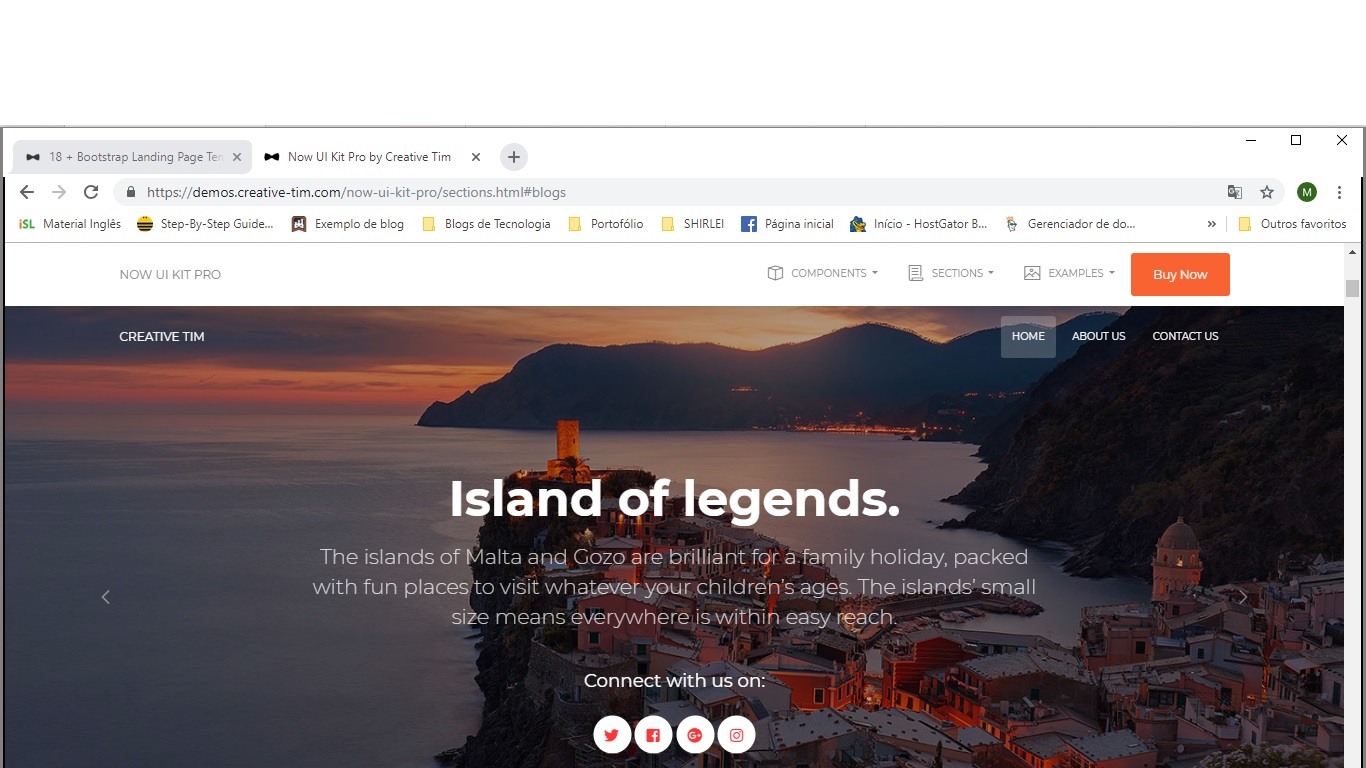 18 + Bootstrap Landing Page Ter
Now UI Kit Pro by Creative Tim
https://demos.creative-tim.com/now-ui-kit-pro/sections.html#blogs
M
iSL Material Inglês
Step-By-Step Guide...
Exemplo de blog
Blogs de Tecnologia
Portofólio
SHIRLEI
Página inicial
Início - HostGator B...
Gerenciador de do...
»
Outros favoritos
NOW UI KIT PRO
COMPONENTS
SECTIONS
EXAMPLES
Buy Now
CREATIVE TIM
HOME
ABOUT US
CONTACT US
Island of legends.
The islands of Malta and Gozo are brilliant for a family holiday, packed
with fun places to visit whatever your children's ages. The islands' small
size means everywhere is within easy reach.
Connect with us on: